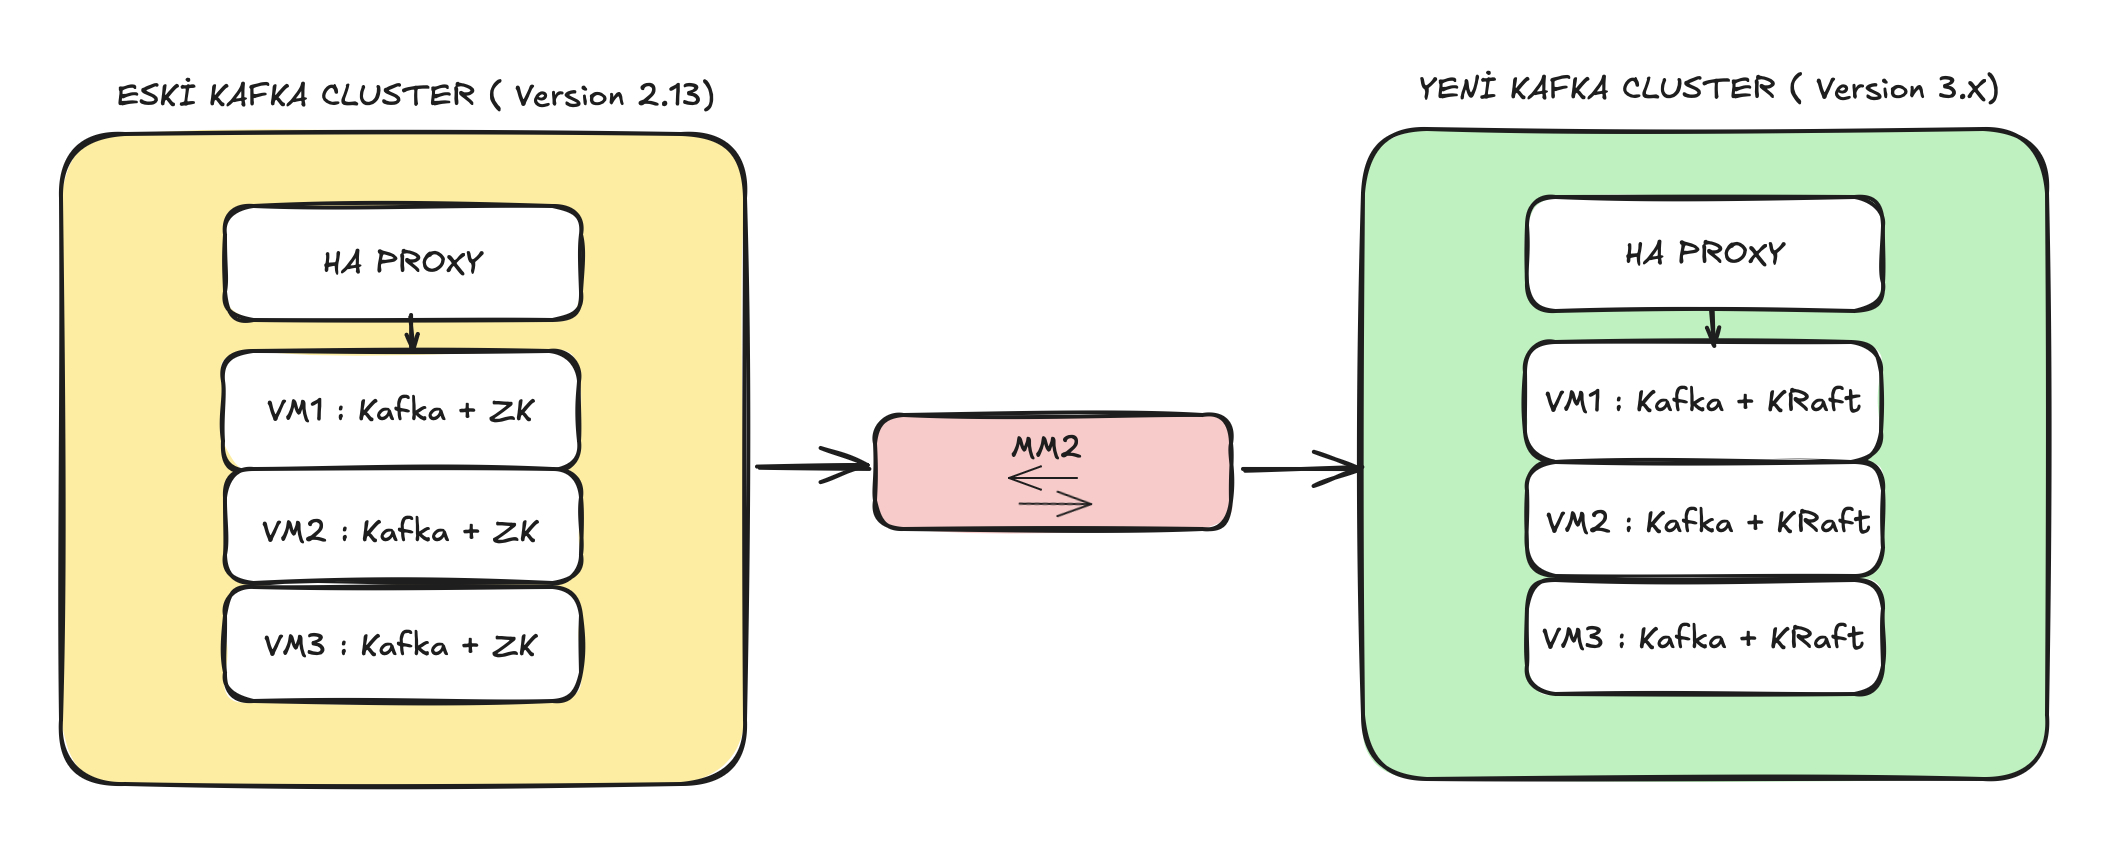 ESKİ KAFKA CLUSTER ( Version 2.13)
HA PROXY
VM1 : Kafka + ZK
VM2 : Kafka + ZK
VM3 : Kafka + ZK
MM2
YENİ KAFKA CLUSTER ( Version 3.x)
HA PROXY
VM1 : Kafka + KRaft
VM2 : Kafka + KRaft
VM3 : Kafka + KRaft